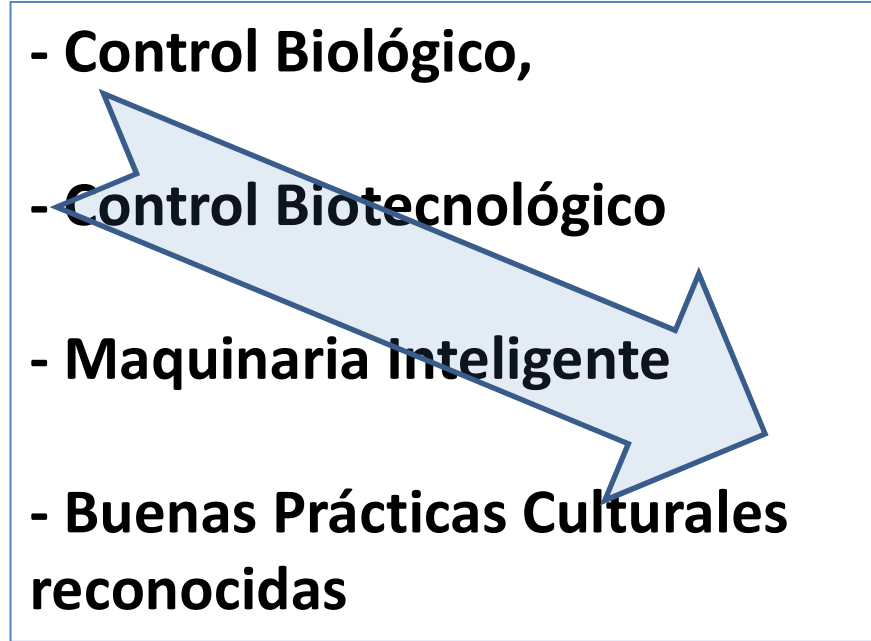 - Control Biológico,
- Control Biotecnológico
- Maquinaria Inteligente
- Buenas Prácticas Culturales
reconocidas